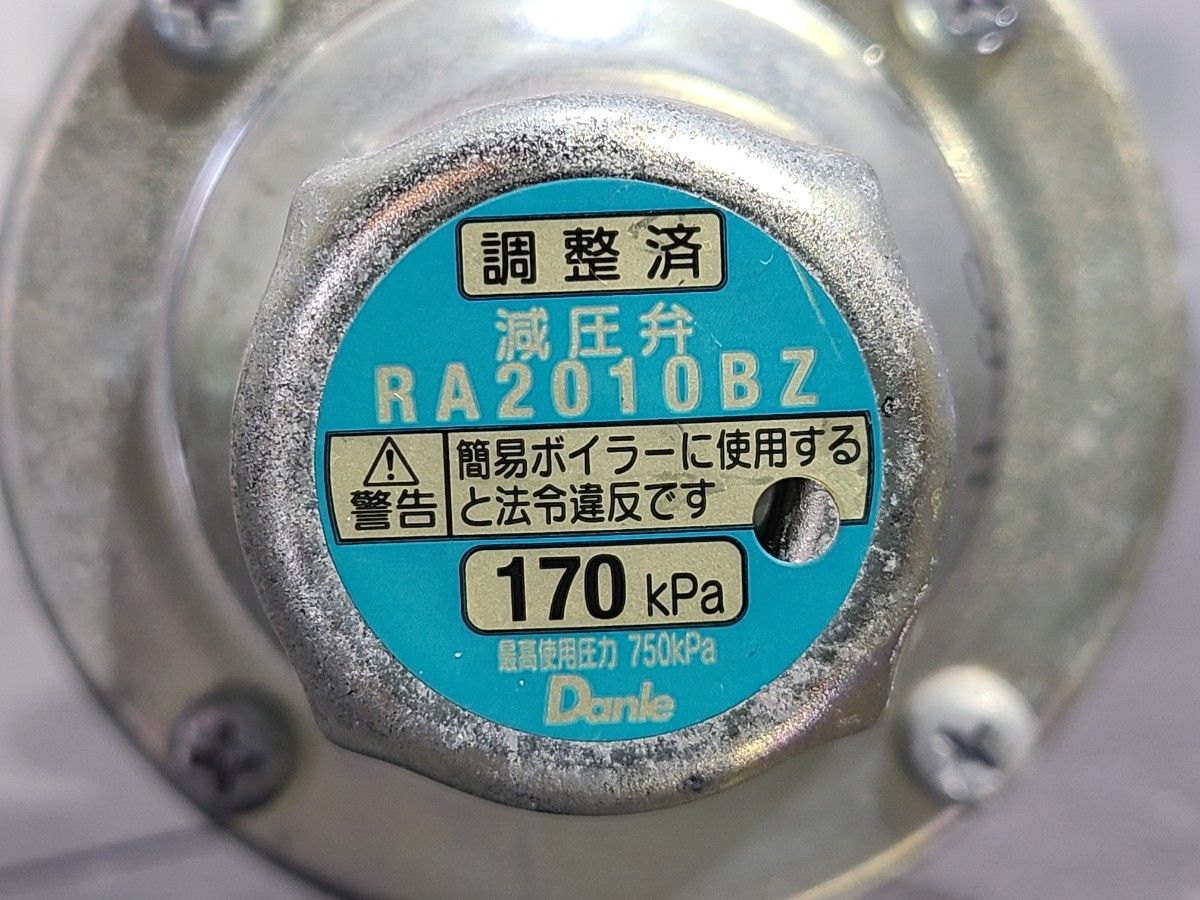 調整済
減圧弁
RA2010BZ
警告
簡易ボイラーに使用する
と法令違反です
170 kPa
最高使用圧力 750kPa
Danle